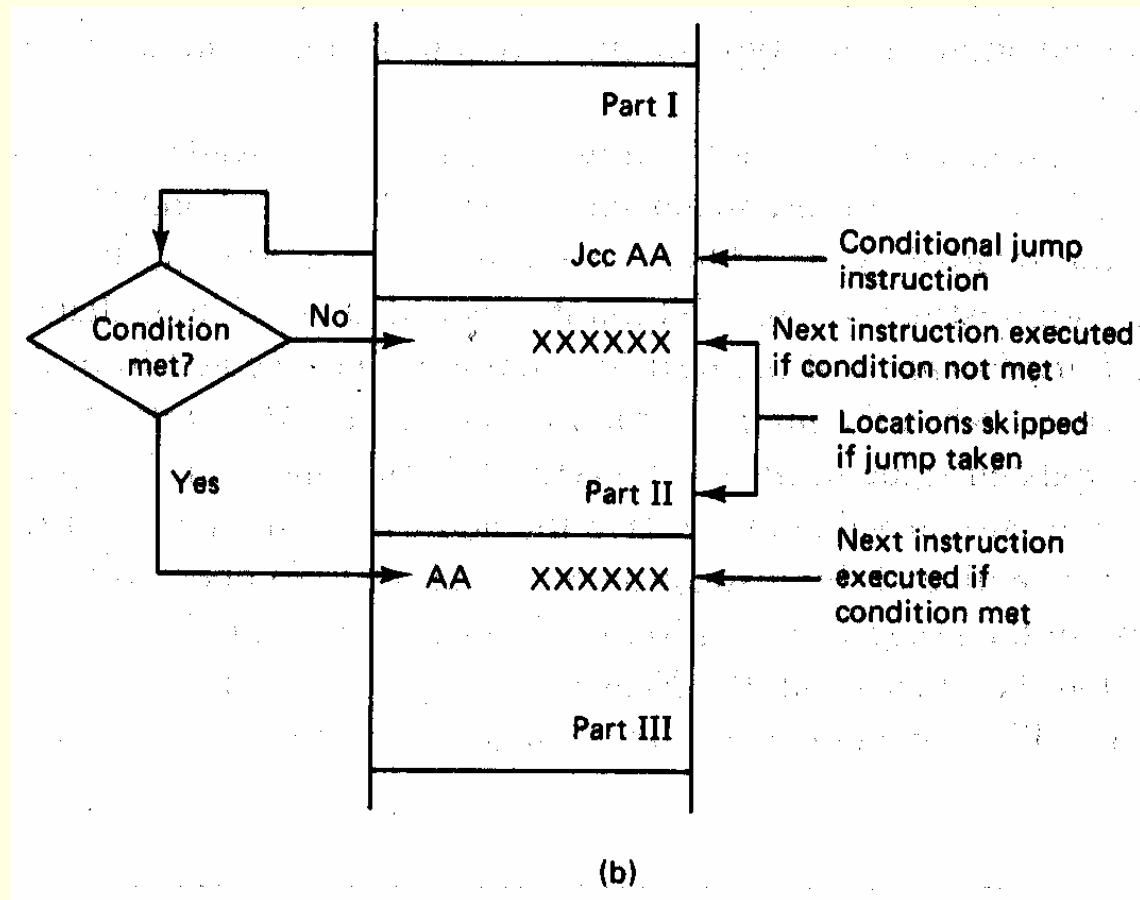 Part I
Jcc AA
Conditional jump
instruction
Condition
met?
No
XXXXXX
Next instruction executed
if condition not met
Locations skipped
if jump taken
Yes
Part II
AA XXXXXX
Next instruction
executed if
condition met
Part III
(b)